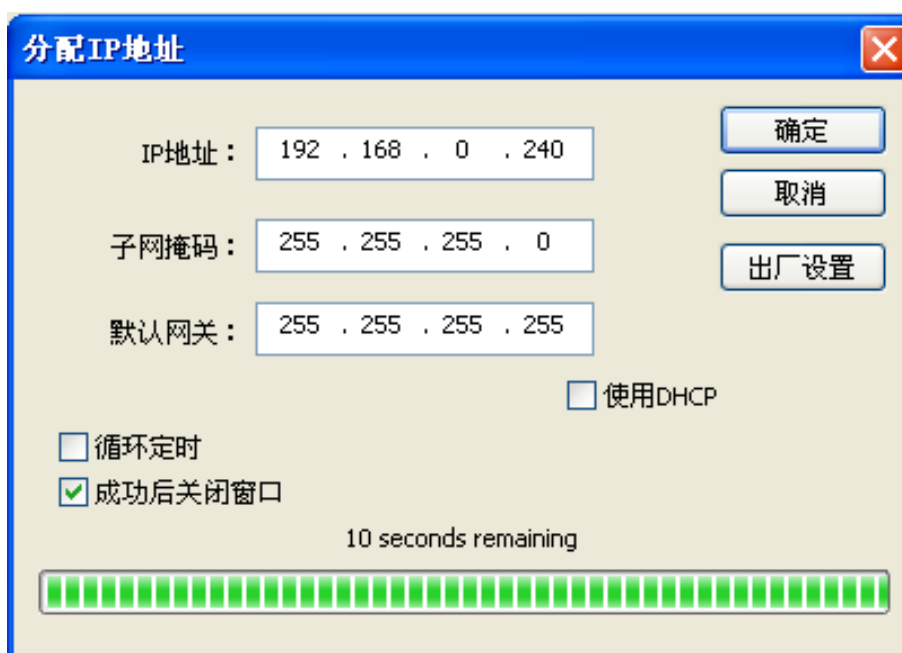 分配IP地址
IP地址： 192 . 168 . 0 . 240 确定
取消
子网掩码： 255 . 255 . 255 . 0 出厂设置
默认网关： 255 . 255 . 255 . 255
使用DHCP
循环定时
成功后关闭窗口
10 seconds remaining